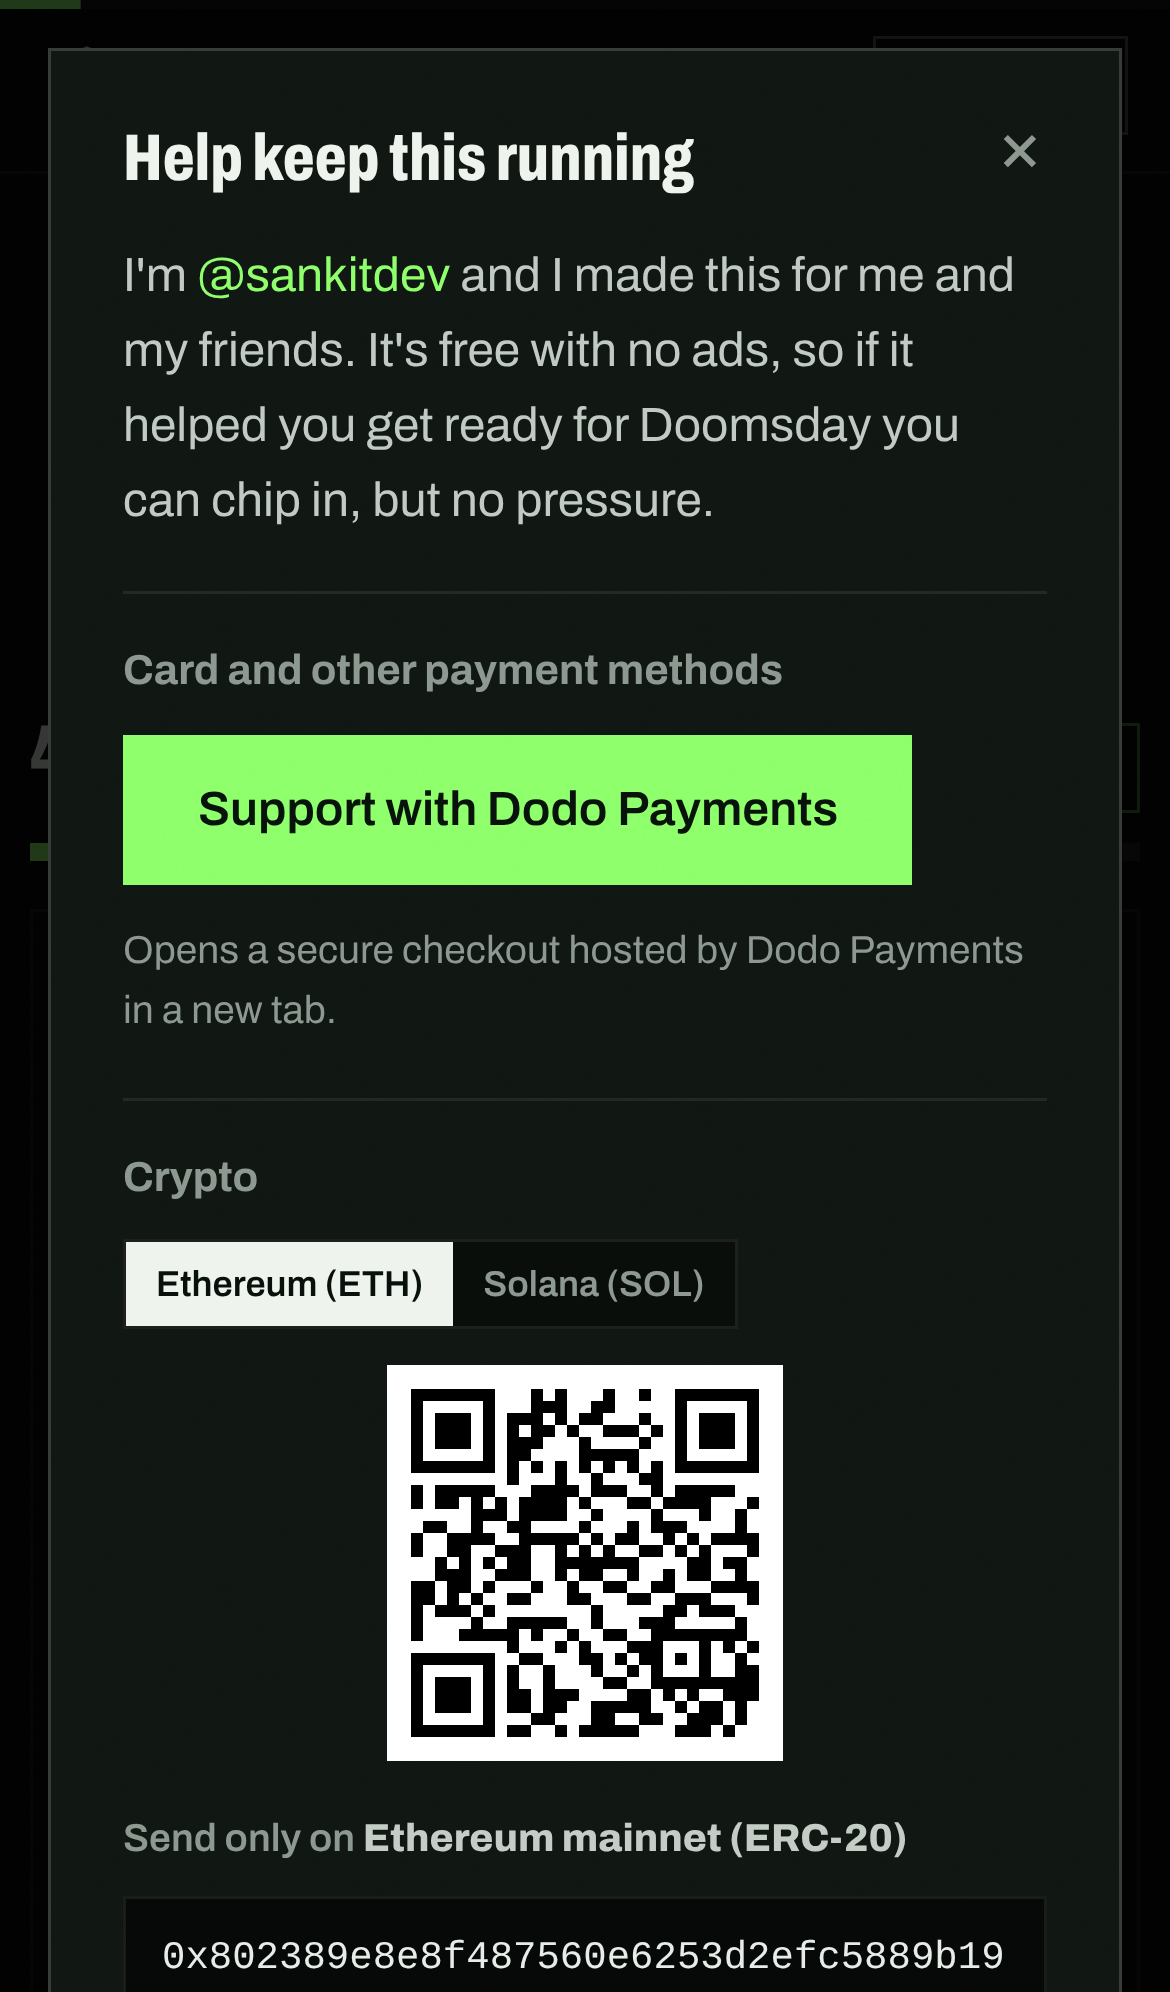 Help keep this running
I'm @sankitdev and I made this for me and
my friends. It's free with no ads, so if it
helped you get ready for Doomsday you
can chip in, but no pressure.
Card and other payment methods
Support with Dodo Payments
Opens a secure checkout hosted by Dodo Payments
in a new tab.
Crypto
Ethereum (ETH) Solana (SOL)
Send only on Ethereum mainnet (ERC-20)
0x802389e8e8f487560e6253d2efc5889b19